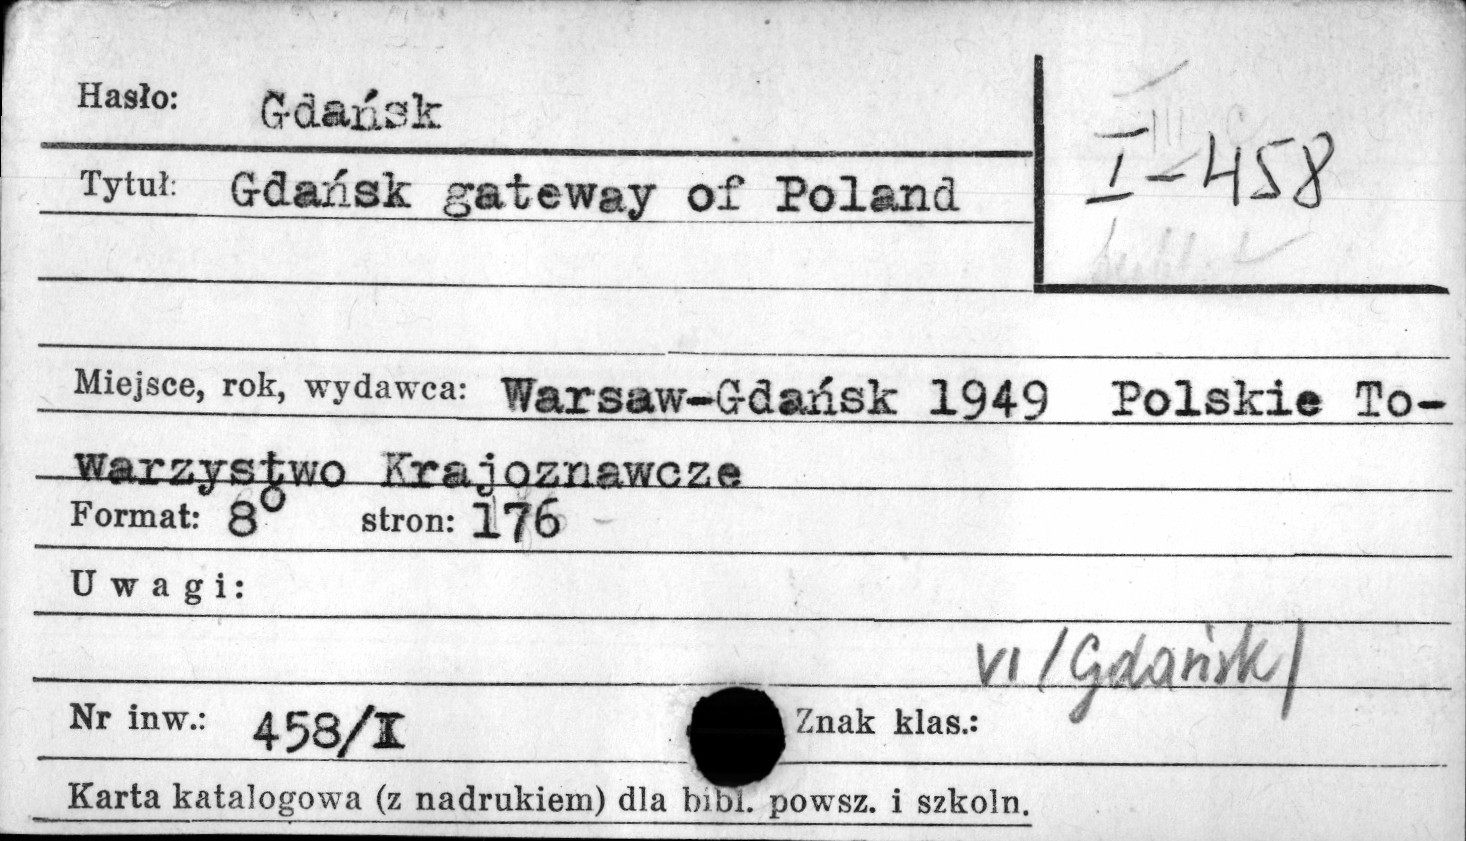 Hasło: Gdańsk
I-458
Tytuł: Gdańsk gateway of Poland
Miejsce, rok, wydawca: Warsaw-Gdańsk 1949 Polskie To-
warzystwo Krajoznawcze
Format: 8° stron: 176
Uwagi:
VI /Gdańsk/
Nr inw.: 458/I Znak klas.:
Karta katalogowa (z nadrukiem) dla bibl. powsz. i szkoln.